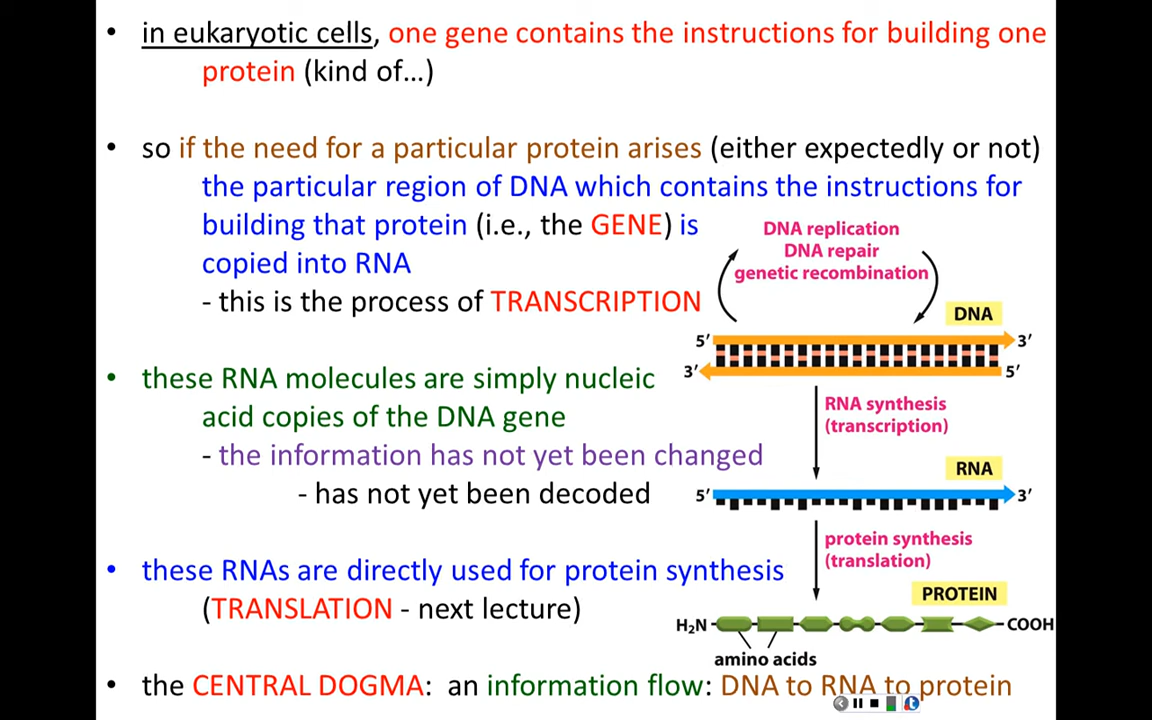 • in eukaryotic cells, one gene contains the instructions for building one
protein (kind of...)
• so if the need for a particular protein arises (either expectedly or not)
the particular region of DNA which contains the instructions for
building that protein (i.e., the GENE) is
copied into RNA
- this is the process of TRANSCRIPTION
• these RNA molecules are simply nucleic
acid copies of the DNA gene
- the information has not yet been changed
- has not yet been decoded
• these RNAs are directly used for protein synthesis
(TRANSLATION - next lecture)
• the CENTRAL DOGMA: an information flow: DNA to RNA to protein
DNA replication
DNA repair
genetic recombination
DNA
5' 3'
3' 5'
RNA synthesis
(transcription)
RNA
5' 3'
protein synthesis
(translation)
PROTEIN
H₂N COOH
amino acids